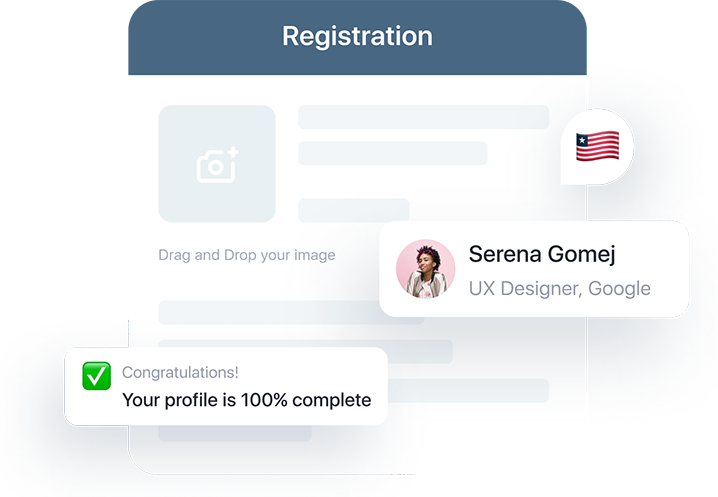 Registration
Drag and Drop your image
Serena Gomej
UX Designer, Google
Congratulations!
Your profile is 100% complete